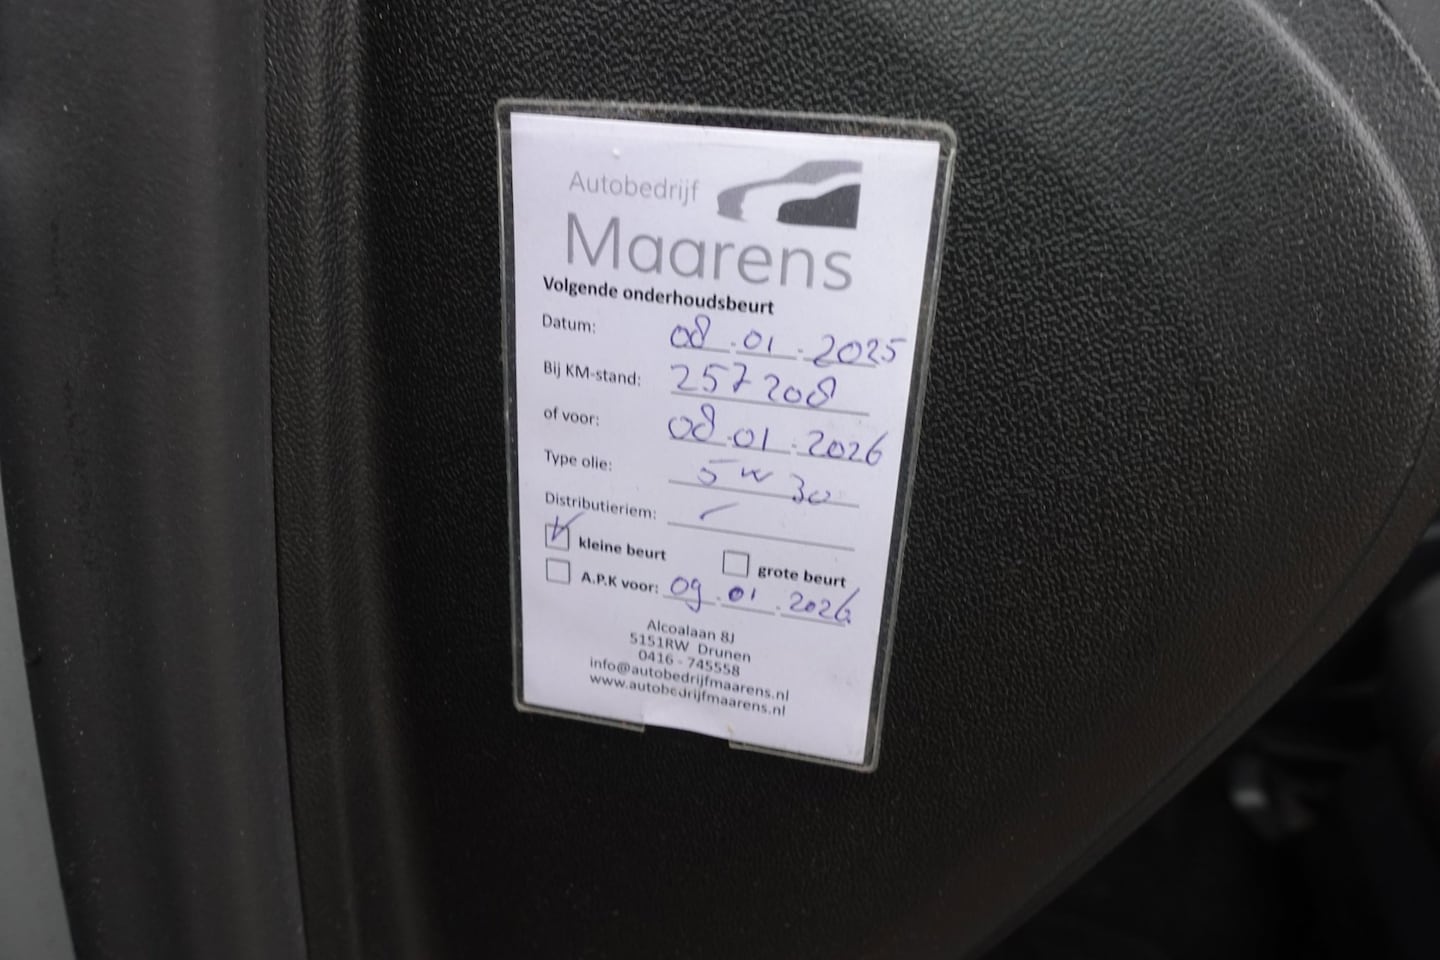 Autobedrijf
Maarens
Volgende onderhoudsbeurt
Datum: 08.01.2025
Bij KM-stand: 257208
of voor: 08.01.2026
Type olie: 5w30
Distributieriem: -
kleine beurt grote beurt
A.P.K voor: 09.01.2026
Alcoalaan 8J
5151RW Drunen
0416 - 745558
info@autobedrijfmaarens.nl
www.autobedrijfmaarens.nl